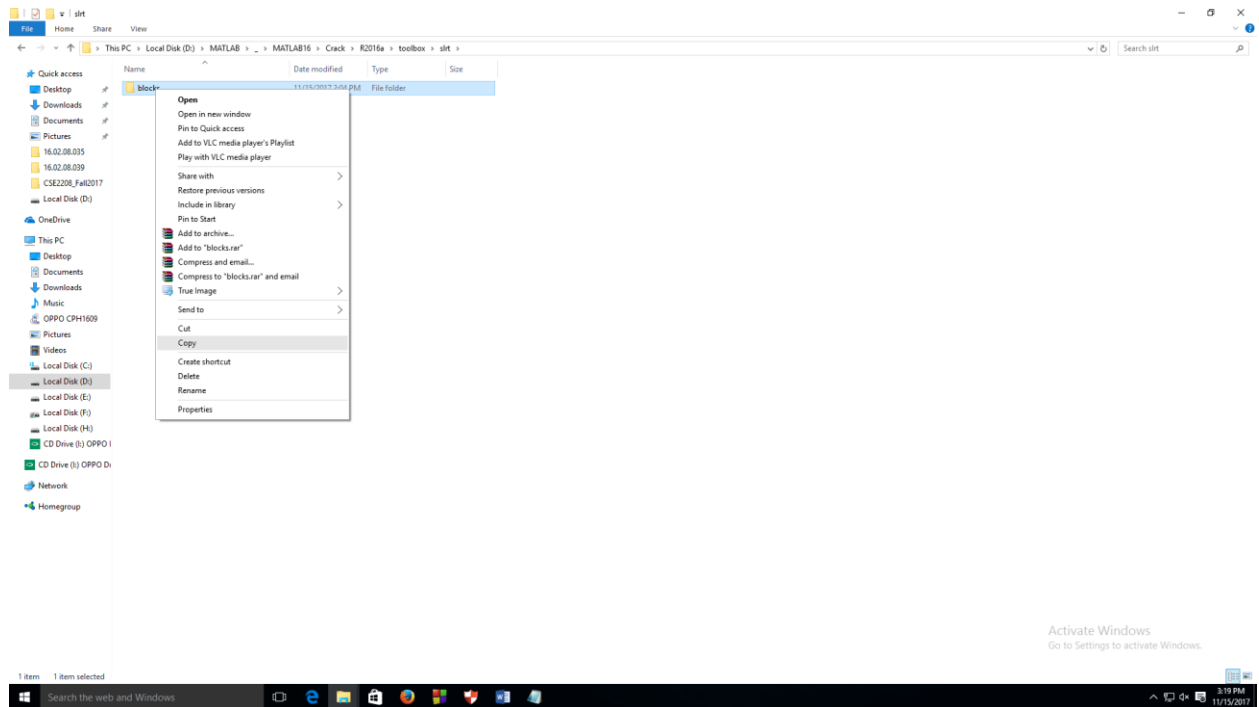 slrt
File Home Share View
This PC > Local Disk (D:) > MATLAB > _ > MATLAB16 > Crack > R2016a > toolbox > slrt >
Search slrt
Name Date modified Type Size
blocks 11/15/2017 3:04 PM File folder
Quick access
Desktop
Downloads
Documents
Pictures
16.02.08.035
16.02.08.039
CSE2208_Fall2017
Local Disk (D:)
OneDrive
This PC
Desktop
Documents
Downloads
Music
OPPO CPH1609
Pictures
Videos
Local Disk (C:)
Local Disk (D:)
Local Disk (E:)
Local Disk (F:)
Local Disk (H:)
CD Drive (I:) OPPO
CD Drive (I:) OPPO Dr
Network
Homegroup
Open
Open in new window
Pin to Quick access
Add to VLC media player's Playlist
Play with VLC media player
Share with
Restore previous versions
Include in library
Pin to Start
Add to archive...
Add to "blocks.rar"
Compress and email...
Compress to "blocks.rar" and email
True Image
Send to
Cut
Copy
Create shortcut
Delete
Rename
Properties
Activate Windows
Go to Settings to activate Windows.
1 item 1 item selected
Search the web and Windows
3:19 PM
11/15/2017